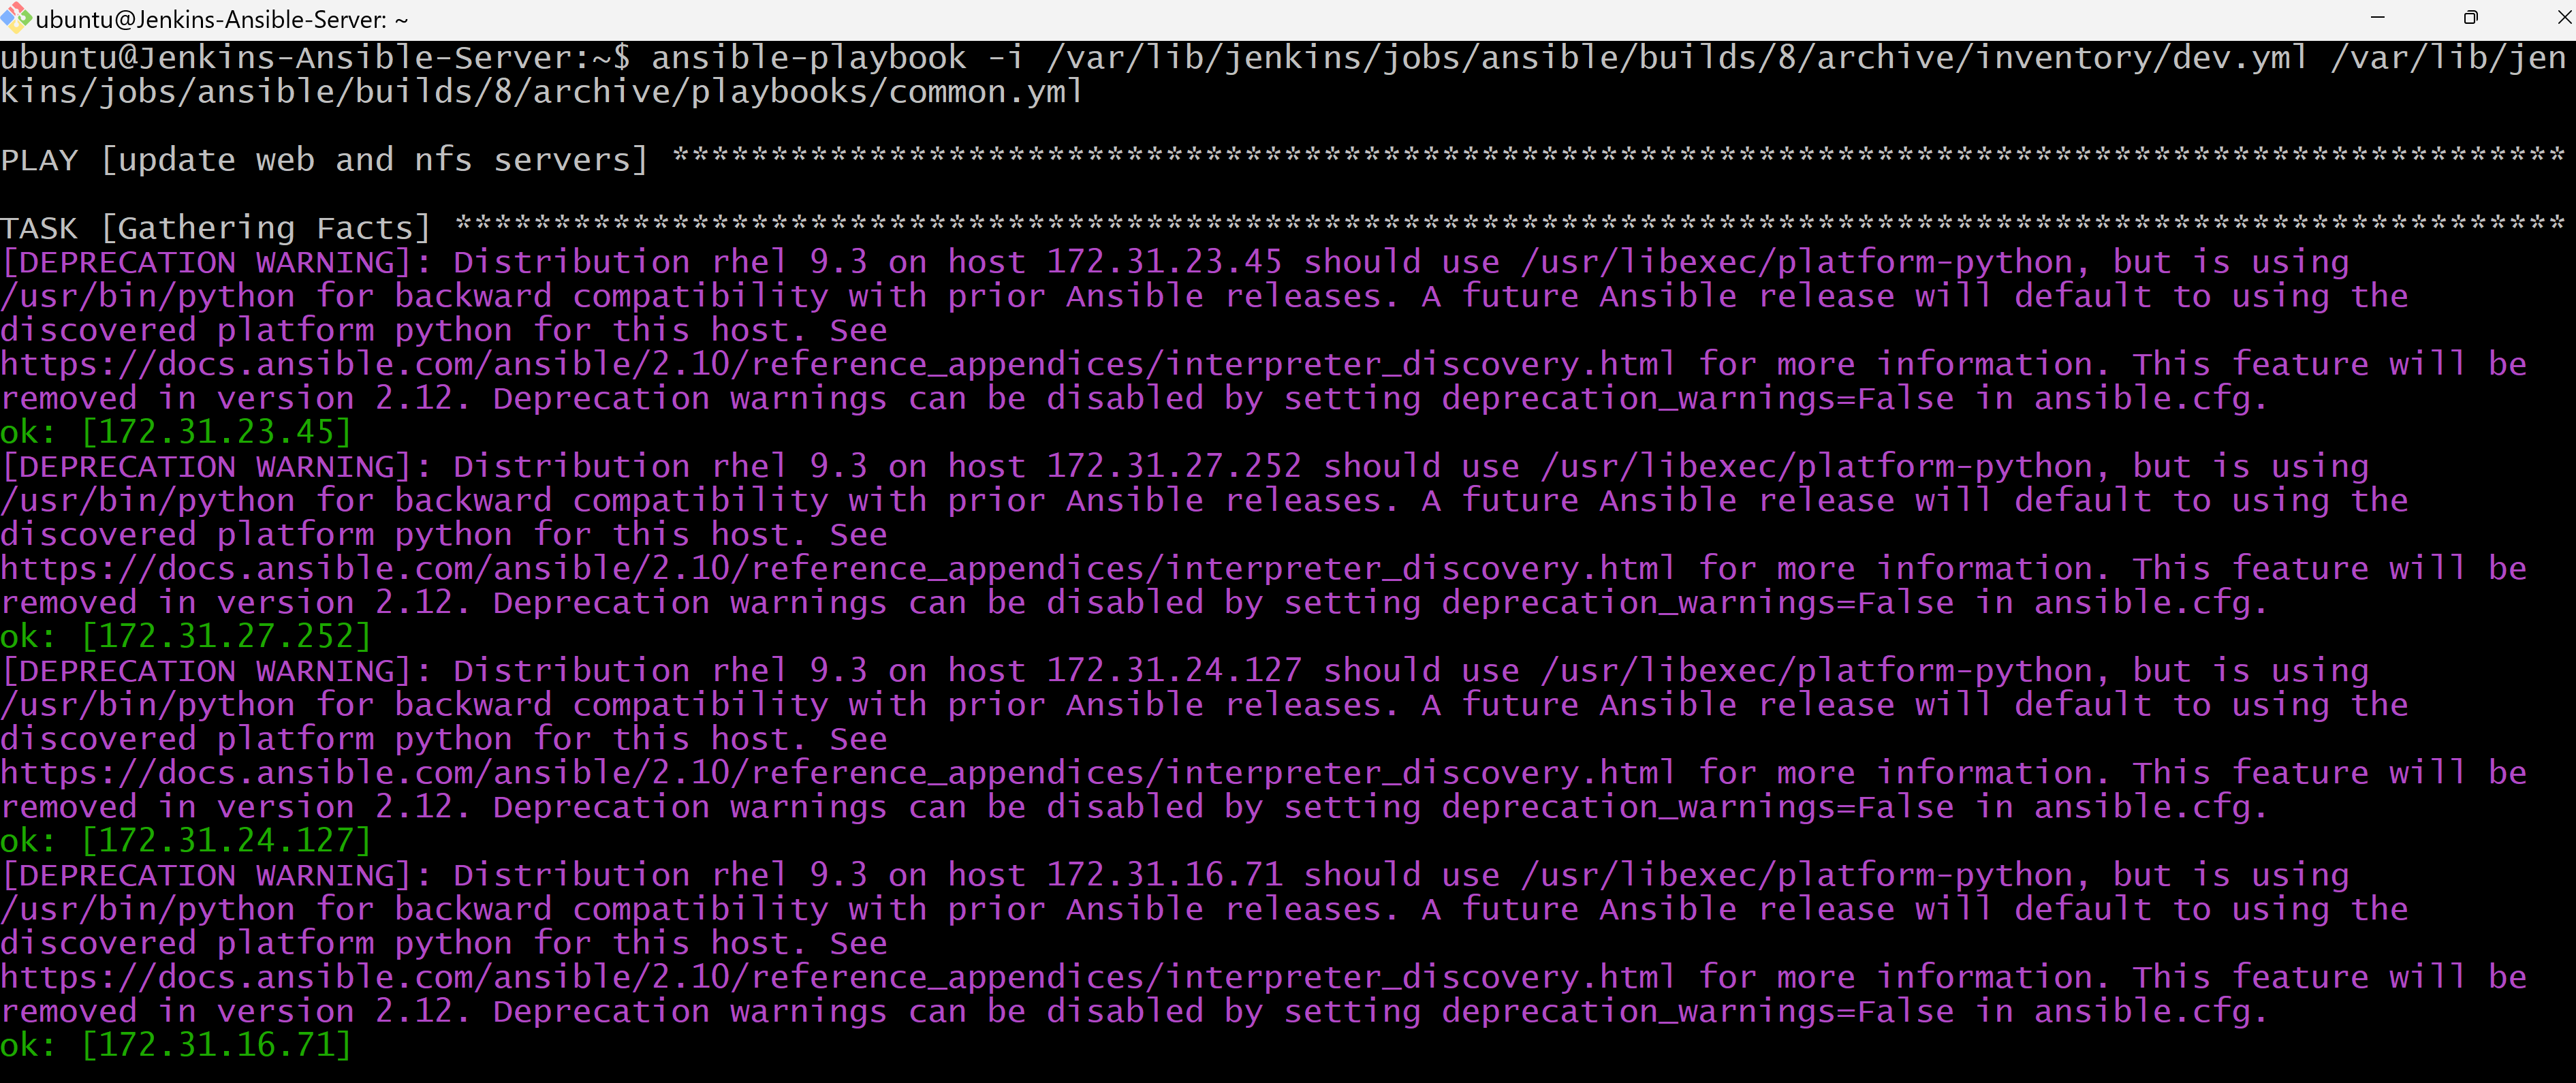 ubuntu@Jenkins-Ansible-Server: ~
ubuntu@Jenkins-Ansible-Server:~$ ansible-playbook -i /var/lib/jenkins/jobs/ansible/builds/8/archive/inventory/dev.yml /var/lib/jen
kins/jobs/ansible/builds/8/archive/playbooks/common.yml
PLAY [update web and nfs servers] ************************************************************************************************
TASK [Gathering Facts] ***********************************************************************************************************
[DEPRECATION WARNING]: Distribution rhel 9.3 on host 172.31.23.45 should use /usr/libexec/platform-python, but is using
/usr/bin/python for backward compatibility with prior Ansible releases. A future Ansible release will default to using the
discovered platform python for this host. See
https://docs.ansible.com/ansible/2.10/reference_appendices/interpreter_discovery.html for more information. This feature will be
removed in version 2.12. Deprecation warnings can be disabled by setting deprecation_warnings=False in ansible.cfg.
ok: [172.31.23.45]
[DEPRECATION WARNING]: Distribution rhel 9.3 on host 172.31.27.252 should use /usr/libexec/platform-python, but is using
/usr/bin/python for backward compatibility with prior Ansible releases. A future Ansible release will default to using the
discovered platform python for this host. See
https://docs.ansible.com/ansible/2.10/reference_appendices/interpreter_discovery.html for more information. This feature will be
removed in version 2.12. Deprecation warnings can be disabled by setting deprecation_warnings=False in ansible.cfg.
ok: [172.31.27.252]
[DEPRECATION WARNING]: Distribution rhel 9.3 on host 172.31.24.127 should use /usr/libexec/platform-python, but is using
/usr/bin/python for backward compatibility with prior Ansible releases. A future Ansible release will default to using the
discovered platform python for this host. See
https://docs.ansible.com/ansible/2.10/reference_appendices/interpreter_discovery.html for more information. This feature will be
removed in version 2.12. Deprecation warnings can be disabled by setting deprecation_warnings=False in ansible.cfg.
ok: [172.31.24.127]
[DEPRECATION WARNING]: Distribution rhel 9.3 on host 172.31.16.71 should use /usr/libexec/platform-python, but is using
/usr/bin/python for backward compatibility with prior Ansible releases. A future Ansible release will default to using the
discovered platform python for this host. See
https://docs.ansible.com/ansible/2.10/reference_appendices/interpreter_discovery.html for more information. This feature will be
removed in version 2.12. Deprecation warnings can be disabled by setting deprecation_warnings=False in ansible.cfg.
ok: [172.31.16.71]